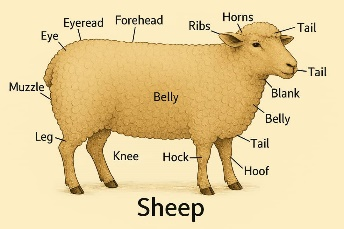 Horns
Forehead
Eyeread
Ribs
Tail
Eye
Tail
Muzzle
Blank
Belly
Belly
Leg
Tail
Knee
Hock
Hoof
Sheep